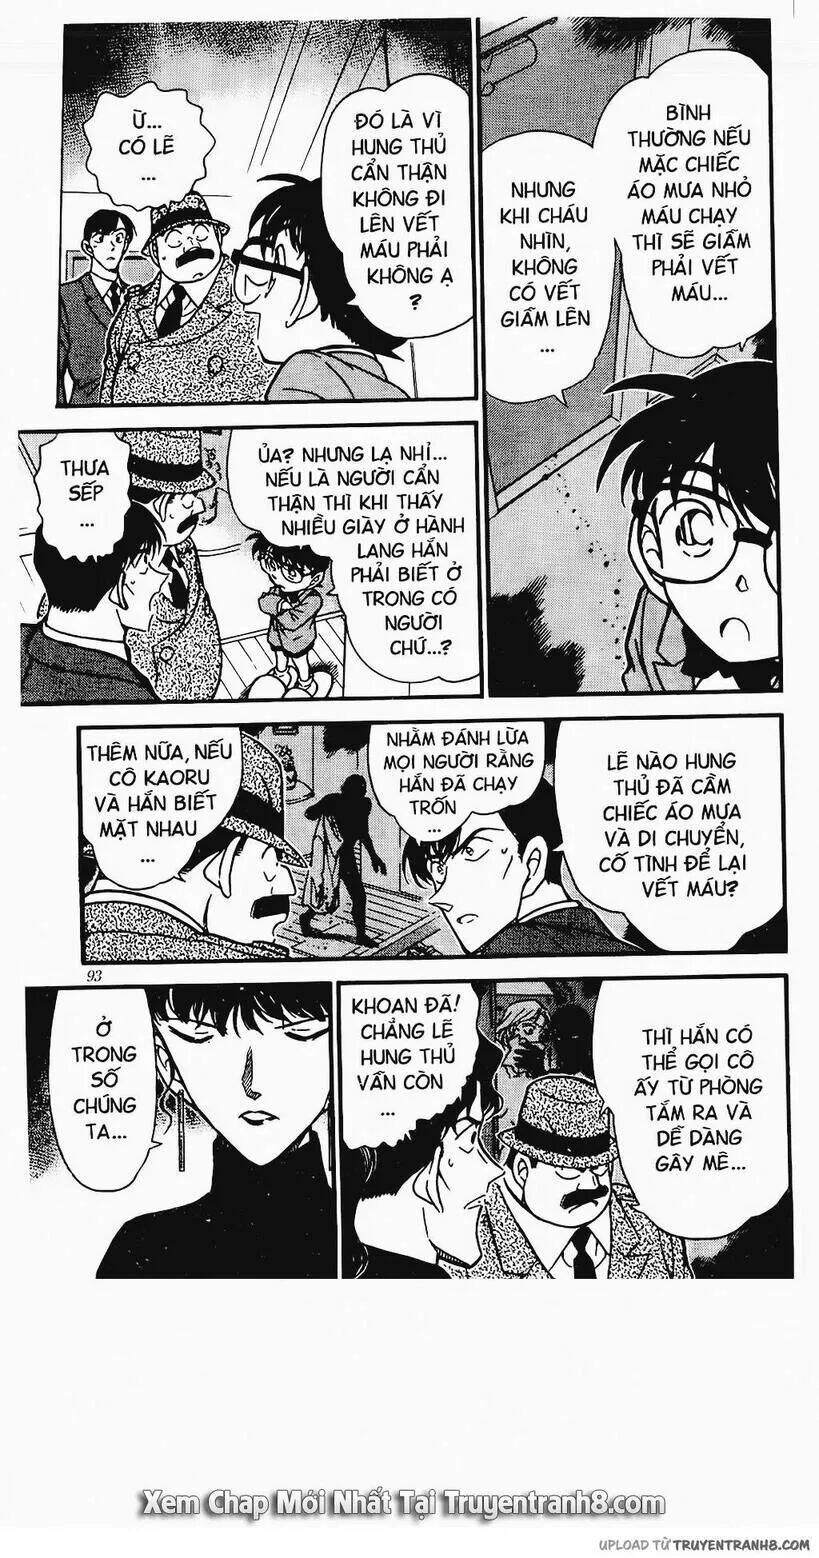 BÌNH
THƯỜNG NẾU
MẶC CHIẾC
ÁO MƯA NHỎ
MÁU CHẠY
THÌ SẼ GIẪM
PHẢI VẾT
MÁU...
NHƯNG
KHI CHÁU
NHÌN,
KHÔNG
CÓ VẾT
GIẪM LÊN
...
ĐÓ LÀ VÌ
HUNG THỦ
CẨN THẬN
KHÔNG ĐI
LÊN VẾT
MÁU PHẢI
KHÔNG Ạ
?
Ừ...
CÓ LẼ
...
ỦA? NHƯNG LẠ NHỈ...
NẾU LÀ NGƯỜI CẨN
THẬN THÌ KHI THẤY
NHIỀU GIÀY Ở HÀNH
LANG HẮN
PHẢI BIẾT Ở
TRONG CÓ
NGƯỜI
CHỨ...?
THƯA
SẾP
...
LẼ NÀO HUNG
THỦ ĐÃ CẦM
CHIẾC ÁO MƯA
VÀ DI CHUYỂN,
CỐ TÌNH ĐỂ LẠI
VẾT MÁU?
NHẰM ĐÁNH LỪA
MỌI NGƯỜI RẰNG
HẮN ĐÃ CHẠY
TRỐN
...
THÊM NỮA, NẾU
CÔ KAORU
VÀ HẮN BIẾT
MẶT NHAU
...
93
THÌ HẮN CÓ
THỂ GỌI CÔ
ẤY TỪ PHÒNG
TẮM RA VÀ
DỄ DÀNG
GÂY MÊ...
KHOAN ĐÃ!
CHẲNG LẼ
HUNG THỦ
VẪN CÒN
...
Ở
TRONG
SỐ
CHÚNG
TA...
Xem Chap Mới Nhất Tại Truyentranh8.com
UPLOAD TỪ TRUYENTRANH8.COM